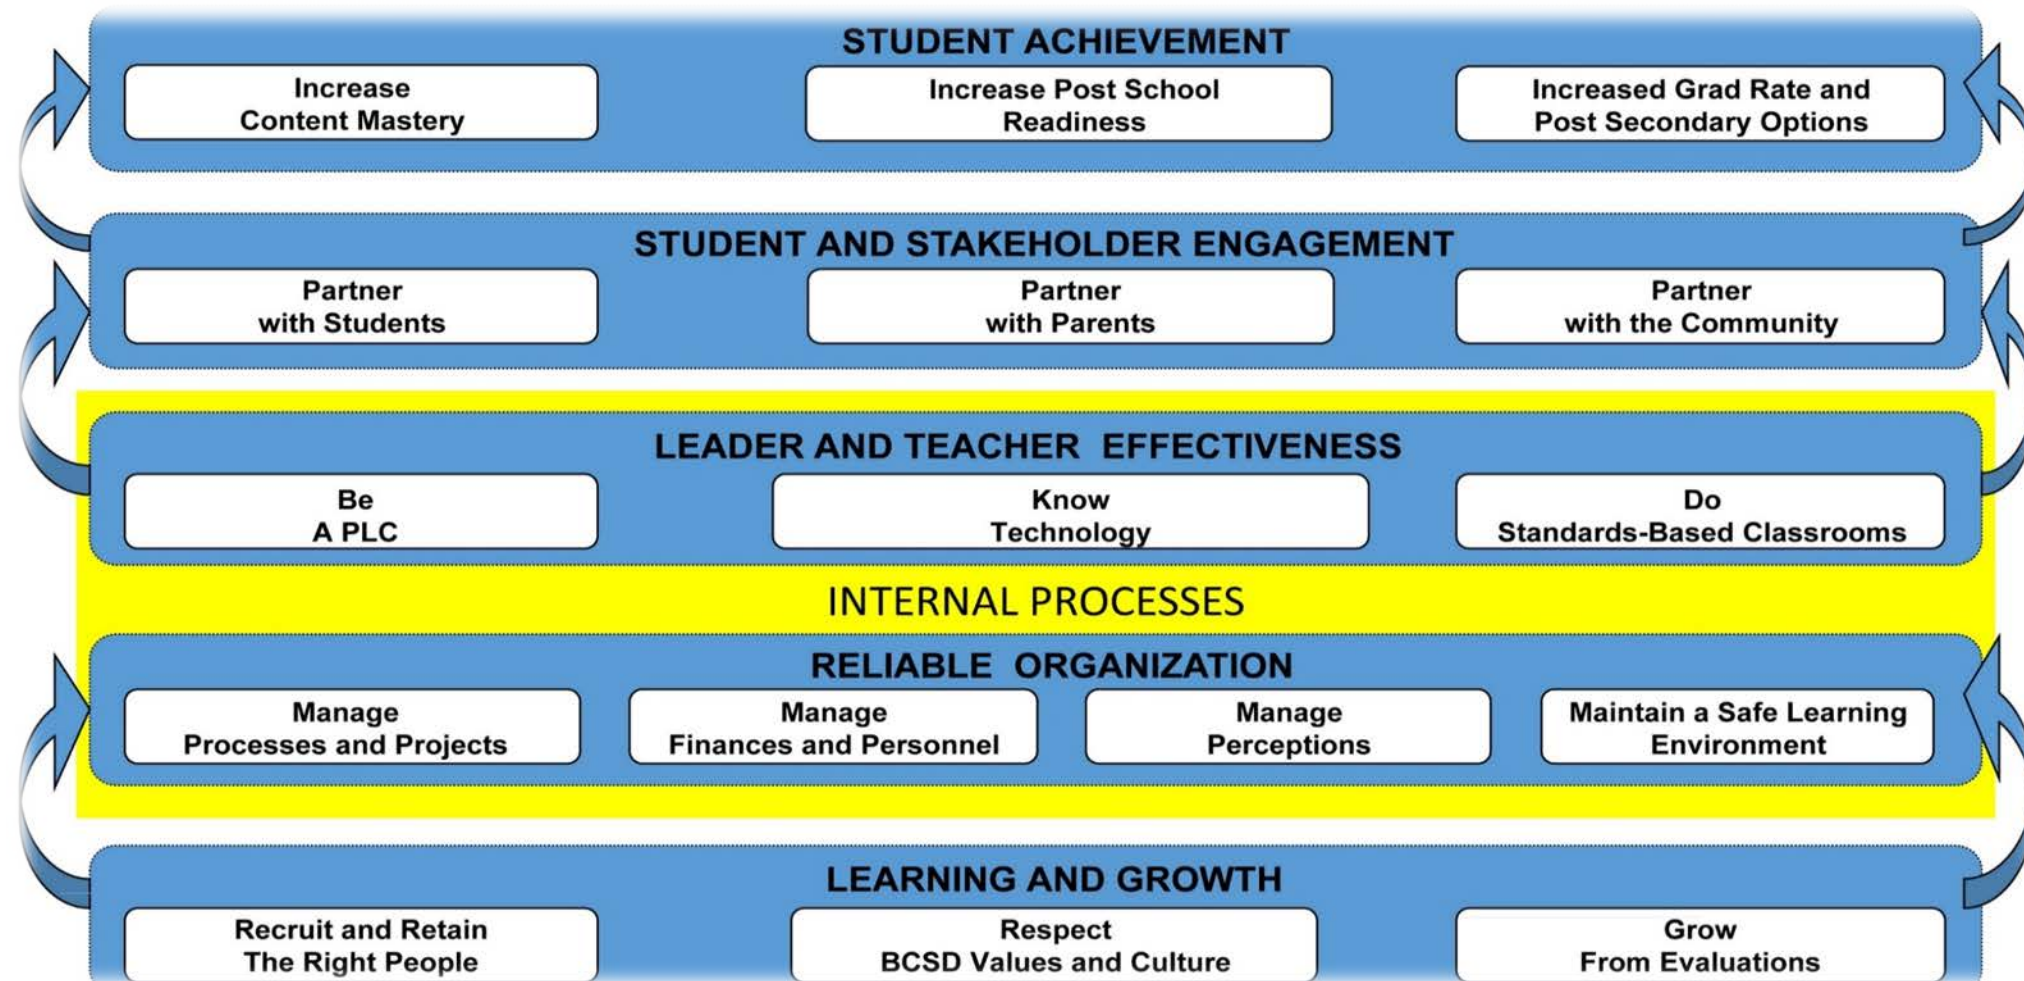 STUDENT ACHIEVEMENT
Increase
Content Mastery
Increase Post School
Readiness
Increased Grad Rate and
Post Secondary Options
STUDENT AND STAKEHOLDER ENGAGEMENT
Partner
with Students
Partner
with Parents
Partner
with the Community
LEADER AND TEACHER EFFECTIVENESS
Be
A PLC
Know
Technology
Do
Standards-Based Classrooms
INTERNAL PROCESSES
RELIABLE ORGANIZATION
Manage
Processes and Projects
Manage
Finances and Personnel
Manage
Perceptions
Maintain a Safe Learning
Environment
LEARNING AND GROWTH
Recruit and Retain
The Right People
Respect
BCSD Values and Culture
Grow
From Evaluations